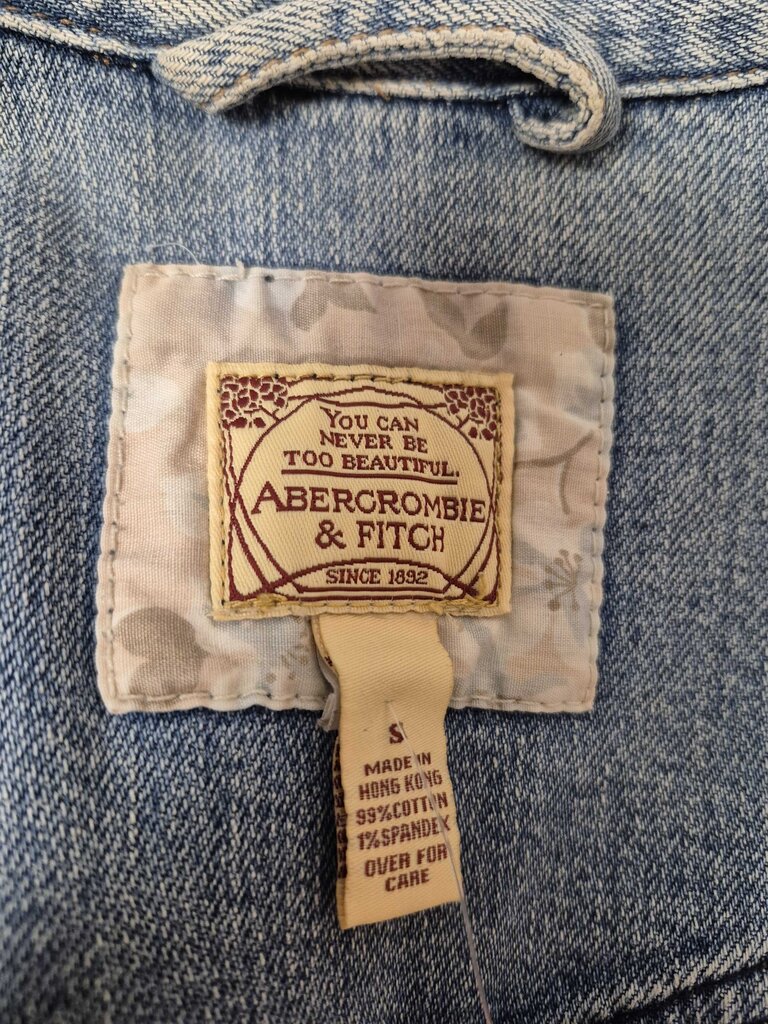 YOU CAN
NEVER BE
TOO BEAUTIFUL.
ABERCROMBIE
& FITCH
SINCE 1892
S
MADE IN
HONG KONG
99%COTTON
1%SPANDEX
OVER FOR
CARE